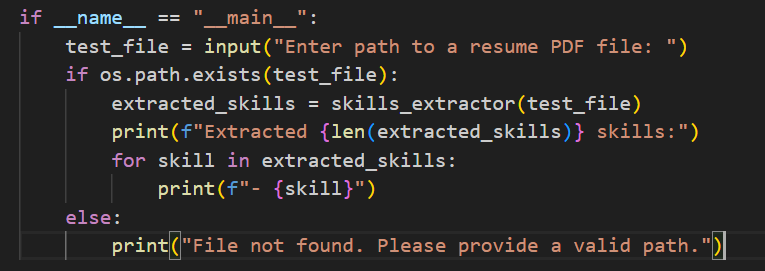 if __name__ == "__main__":
    test_file = input("Enter path to a resume PDF file: ")
    if os.path.exists(test_file):
        extracted_skills = skills_extractor(test_file)
        print(f"Extracted {len(extracted_skills)} skills:")
        for skill in extracted_skills:
            print(f"- {skill}")
    else:
        print("File not found. Please provide a valid path.")